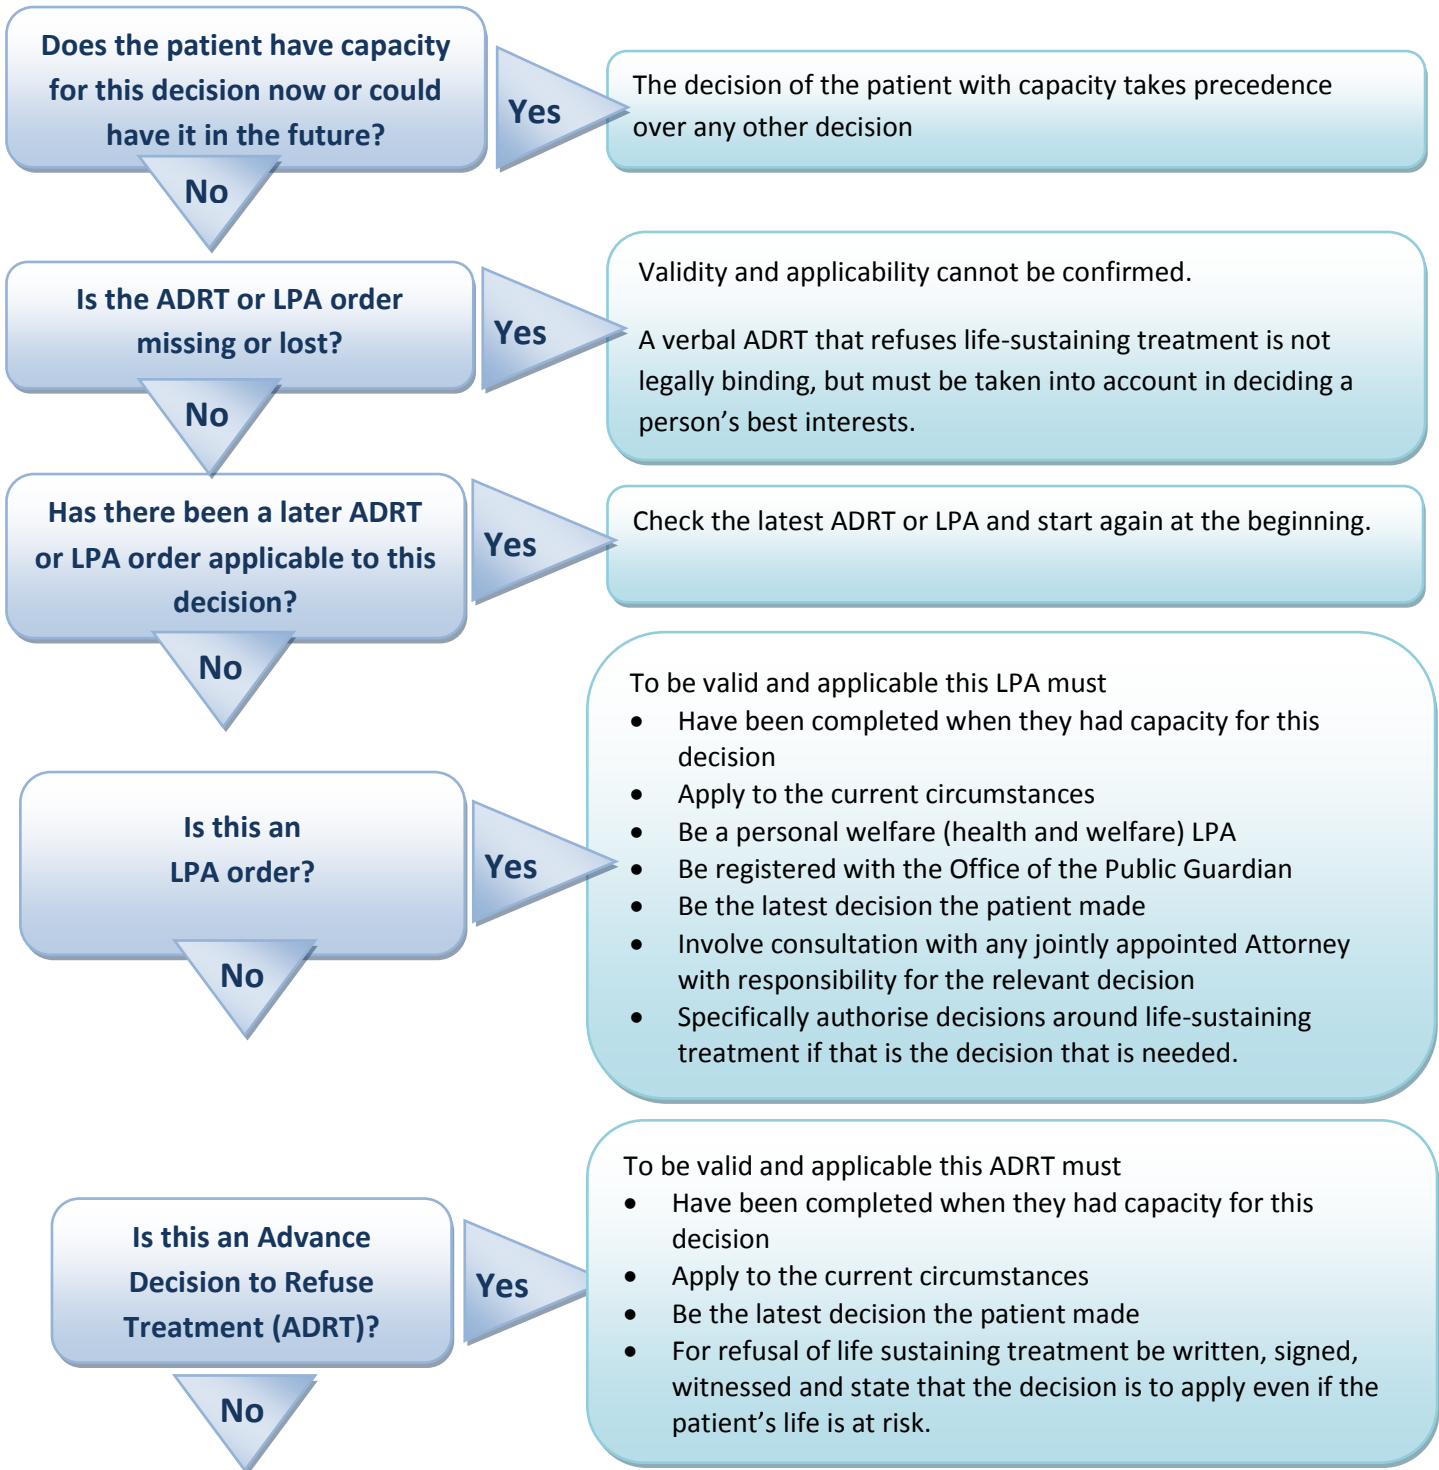 Does the patient have capacity
for this decision now or could
have it in the future?
Yes
The decision of the patient with capacity takes precedence
over any other decision
No
Is the ADRT or LPA order
missing or lost?
Yes
Validity and applicability cannot be confirmed.
A verbal ADRT that refuses life-sustaining treatment is not
legally binding, but must be taken into account in deciding a
person’s best interests.
No
Has there been a later ADRT
or LPA order applicable to this
decision?
Yes
Check the latest ADRT or LPA and start again at the beginning.
No
Is this an
LPA order?
Yes
To be valid and applicable this LPA must
• Have been completed when they had capacity for this
decision
• Apply to the current circumstances
• Be a personal welfare (health and welfare) LPA
• Be registered with the Office of the Public Guardian
• Be the latest decision the patient made
• Involve consultation with any jointly appointed Attorney
with responsibility for the relevant decision
• Specifically authorise decisions around life-sustaining
treatment if that is the decision that is needed.
No
Is this an Advance
Decision to Refuse
Treatment (ADRT)?
Yes
To be valid and applicable this ADRT must
• Have been completed when they had capacity for this
decision
• Apply to the current circumstances
• Be the latest decision the patient made
• For refusal of life sustaining treatment be written, signed,
witnessed and state that the decision is to apply even if the
patient’s life is at risk.
No